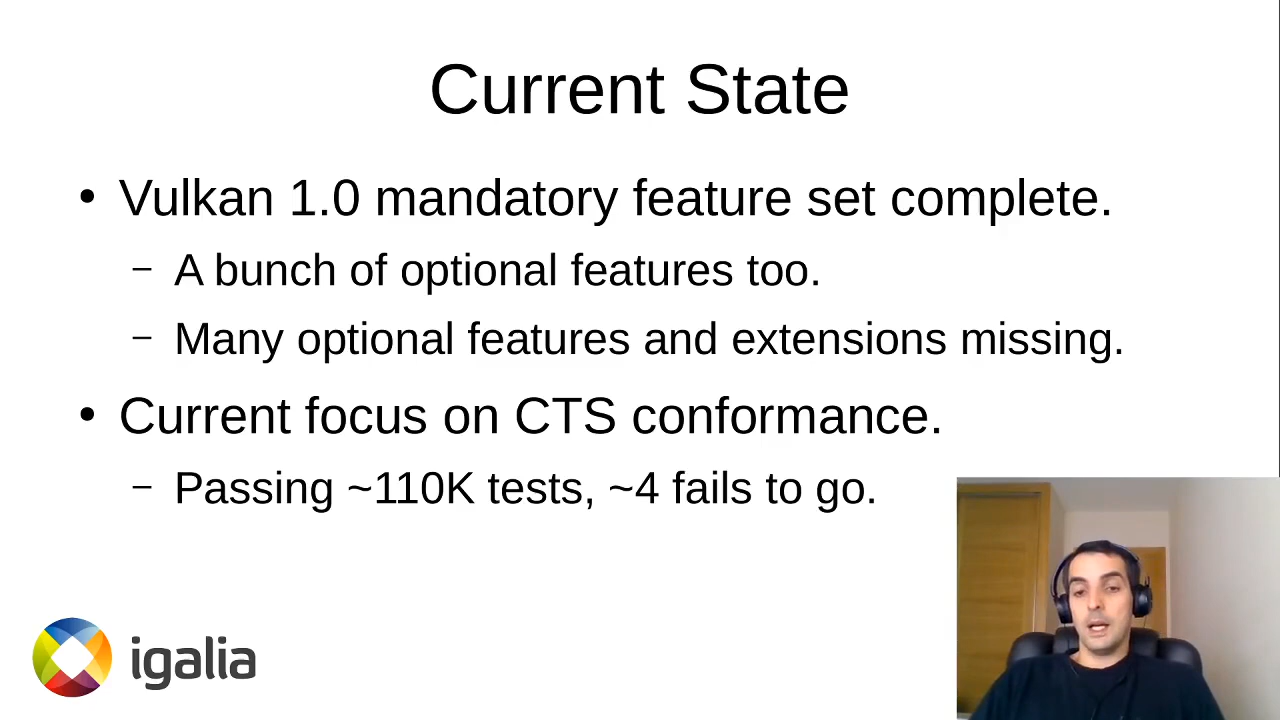 Current State
• Vulkan 1.0 mandatory feature set complete.
– A bunch of optional features too.
– Many optional features and extensions missing.
• Current focus on CTS conformance.
– Passing ~110K tests, ~4 fails to go.
igalia